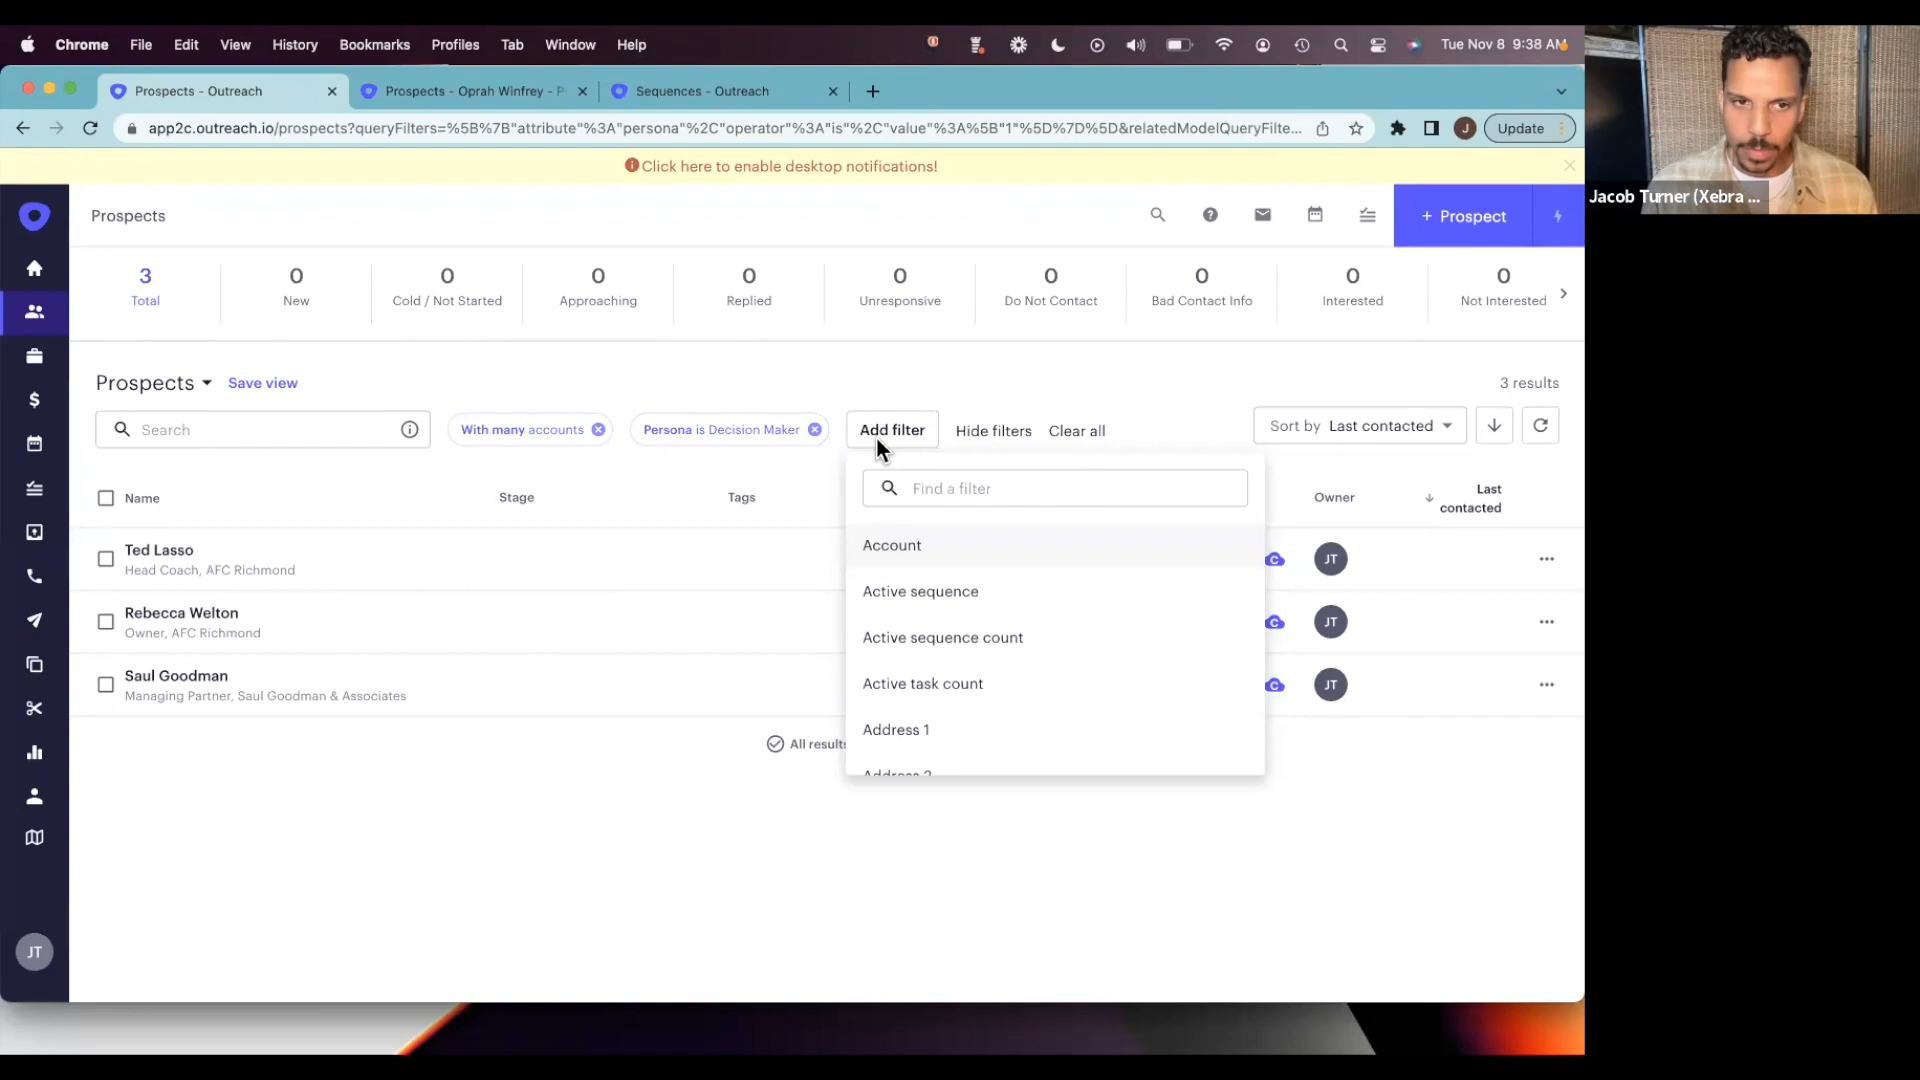 Chrome File Edit View History Bookmarks Profiles Tab Window Help Tue Nov 8 9:38 AM
Prospects - Outreach Prospects - Oprah Winfrey - P Sequences - Outreach
app2c.outreach.io/prospects?queryFilters=%5B%7B"attribute"%3A"persona"%2C"operator"%3A"is"%2C"value"%3A%5B"1"%5D%7D%5D&relatedModelQueryFilte... J Update
Click here to enable desktop notifications!
Jacob Turner (Xebra ...
Prospects
+ Prospect
3 0 0 0 0 0 0 0 0 0
Total New Cold / Not Started Approaching Replied Unresponsive Do Not Contact Bad Contact Info Interested Not Interested
Prospects Save view 3 results
Search With many accounts Persona is Decision Maker Add filter Hide filters Clear all Sort by Last contacted
Find a filter
Name Stage Tags Owner Last contacted
Account
Ted Lasso
Head Coach, AFC Richmond
JT
Active sequence
Rebecca Welton
Owner, AFC Richmond
JT
Active sequence count
Saul Goodman
Managing Partner, Saul Goodman & Associates
JT
Active task count
Address 1
All results
Address 2
JT